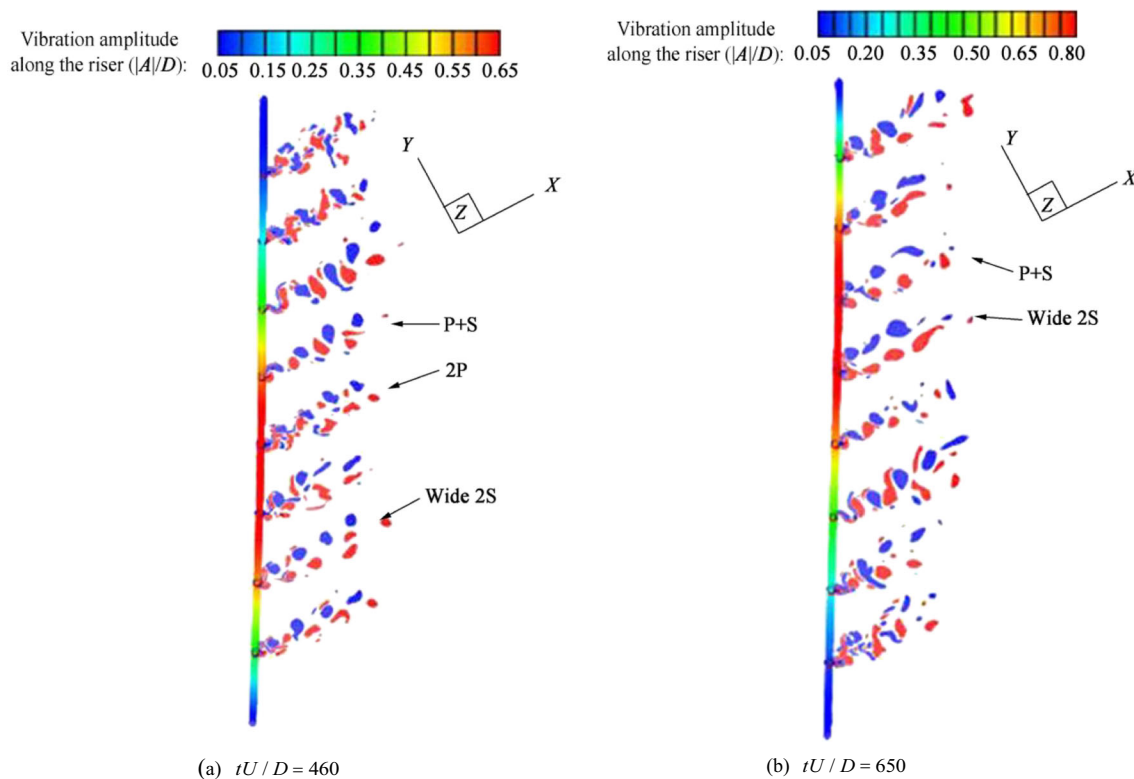 Vibration amplitude
along the riser (|A|/D):
0.05 0.15 0.25 0.35 0.45 0.55 0.65
Y
X
Z
P+S
2P
Wide 2S
(a) tU / D = 460
Vibration amplitude
along the riser (|A|/D):
0.05 0.20 0.35 0.50 0.65 0.80
Y
X
Z
P+S
Wide 2S
(b) tU / D = 650